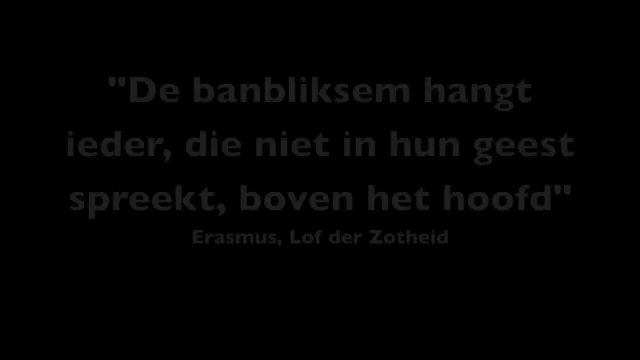 "De banbliksem hangt
ieder, die niet in hun geest
spreekt, boven het hoofd"
Erasmus, Lof der Zotheid